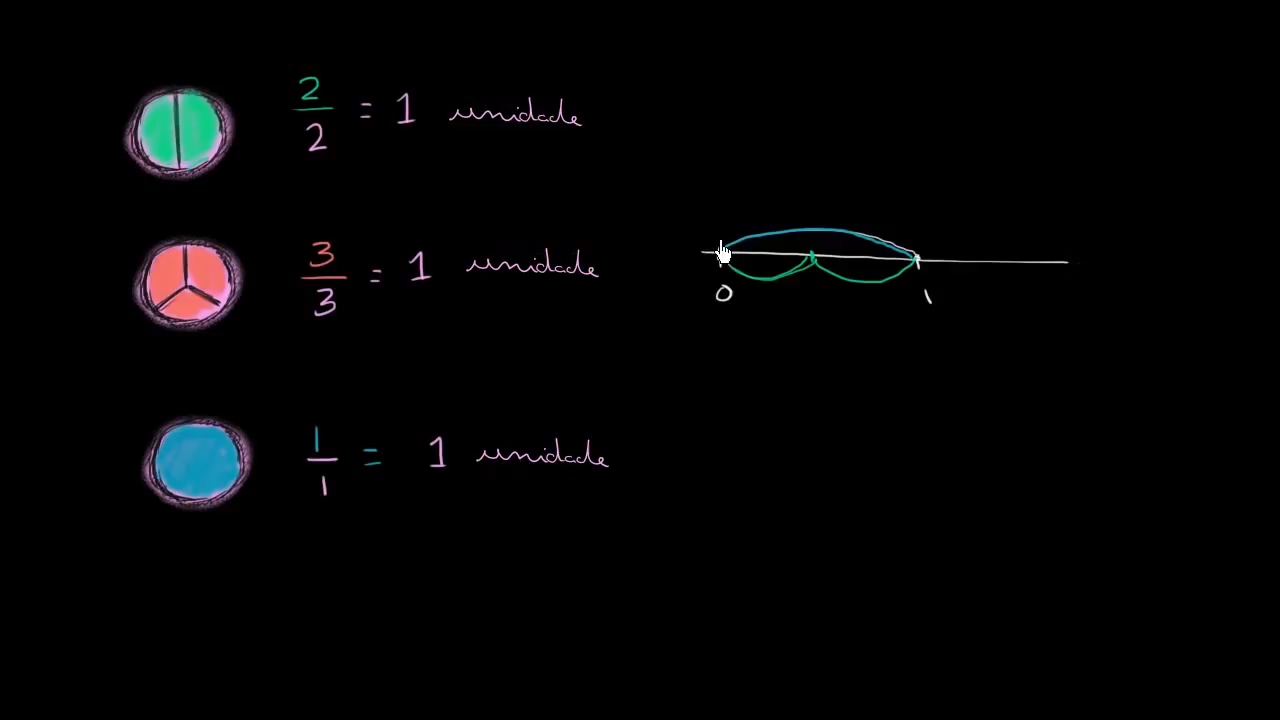 2/2 = 1 unidade
3/3 = 1 unidade
0 1
1/1 = 1 unidade